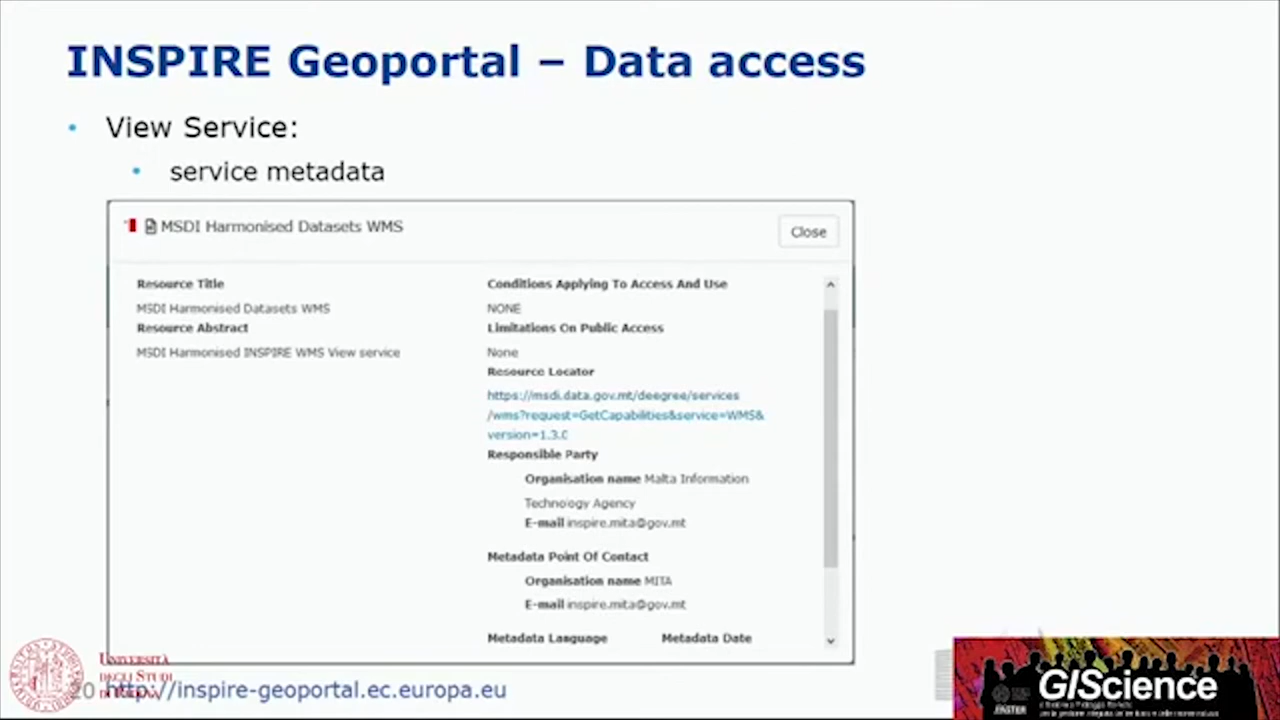 INSPIRE Geoportal – Data access
• View Service:
• service metadata
MSDI Harmonised Datasets WMS
Close
Resource Title
MSDI Harmonised Datasets WMS
Resource Abstract
MSDI Harmonised INSPIRE WMS View service
Conditions Applying To Access And Use
NONE
Limitations On Public Access
None
Resource Locator
https://msdi.data.gov.mt/deegree/services
/wms?request=GetCapabilities&service=WMS&
version=1.3.0
Responsible Party
Organisation name Malta Information
Technology Agency
E-mail inspire.mita@gov.mt
Metadata Point Of Contact
Organisation name MITA
E-mail inspire.mita@gov.mt
Metadata Language Metadata Date
UNIVERSITÀ
DEGLI STUDI
http://inspire-geoportal.ec.europa.eu
GIScience